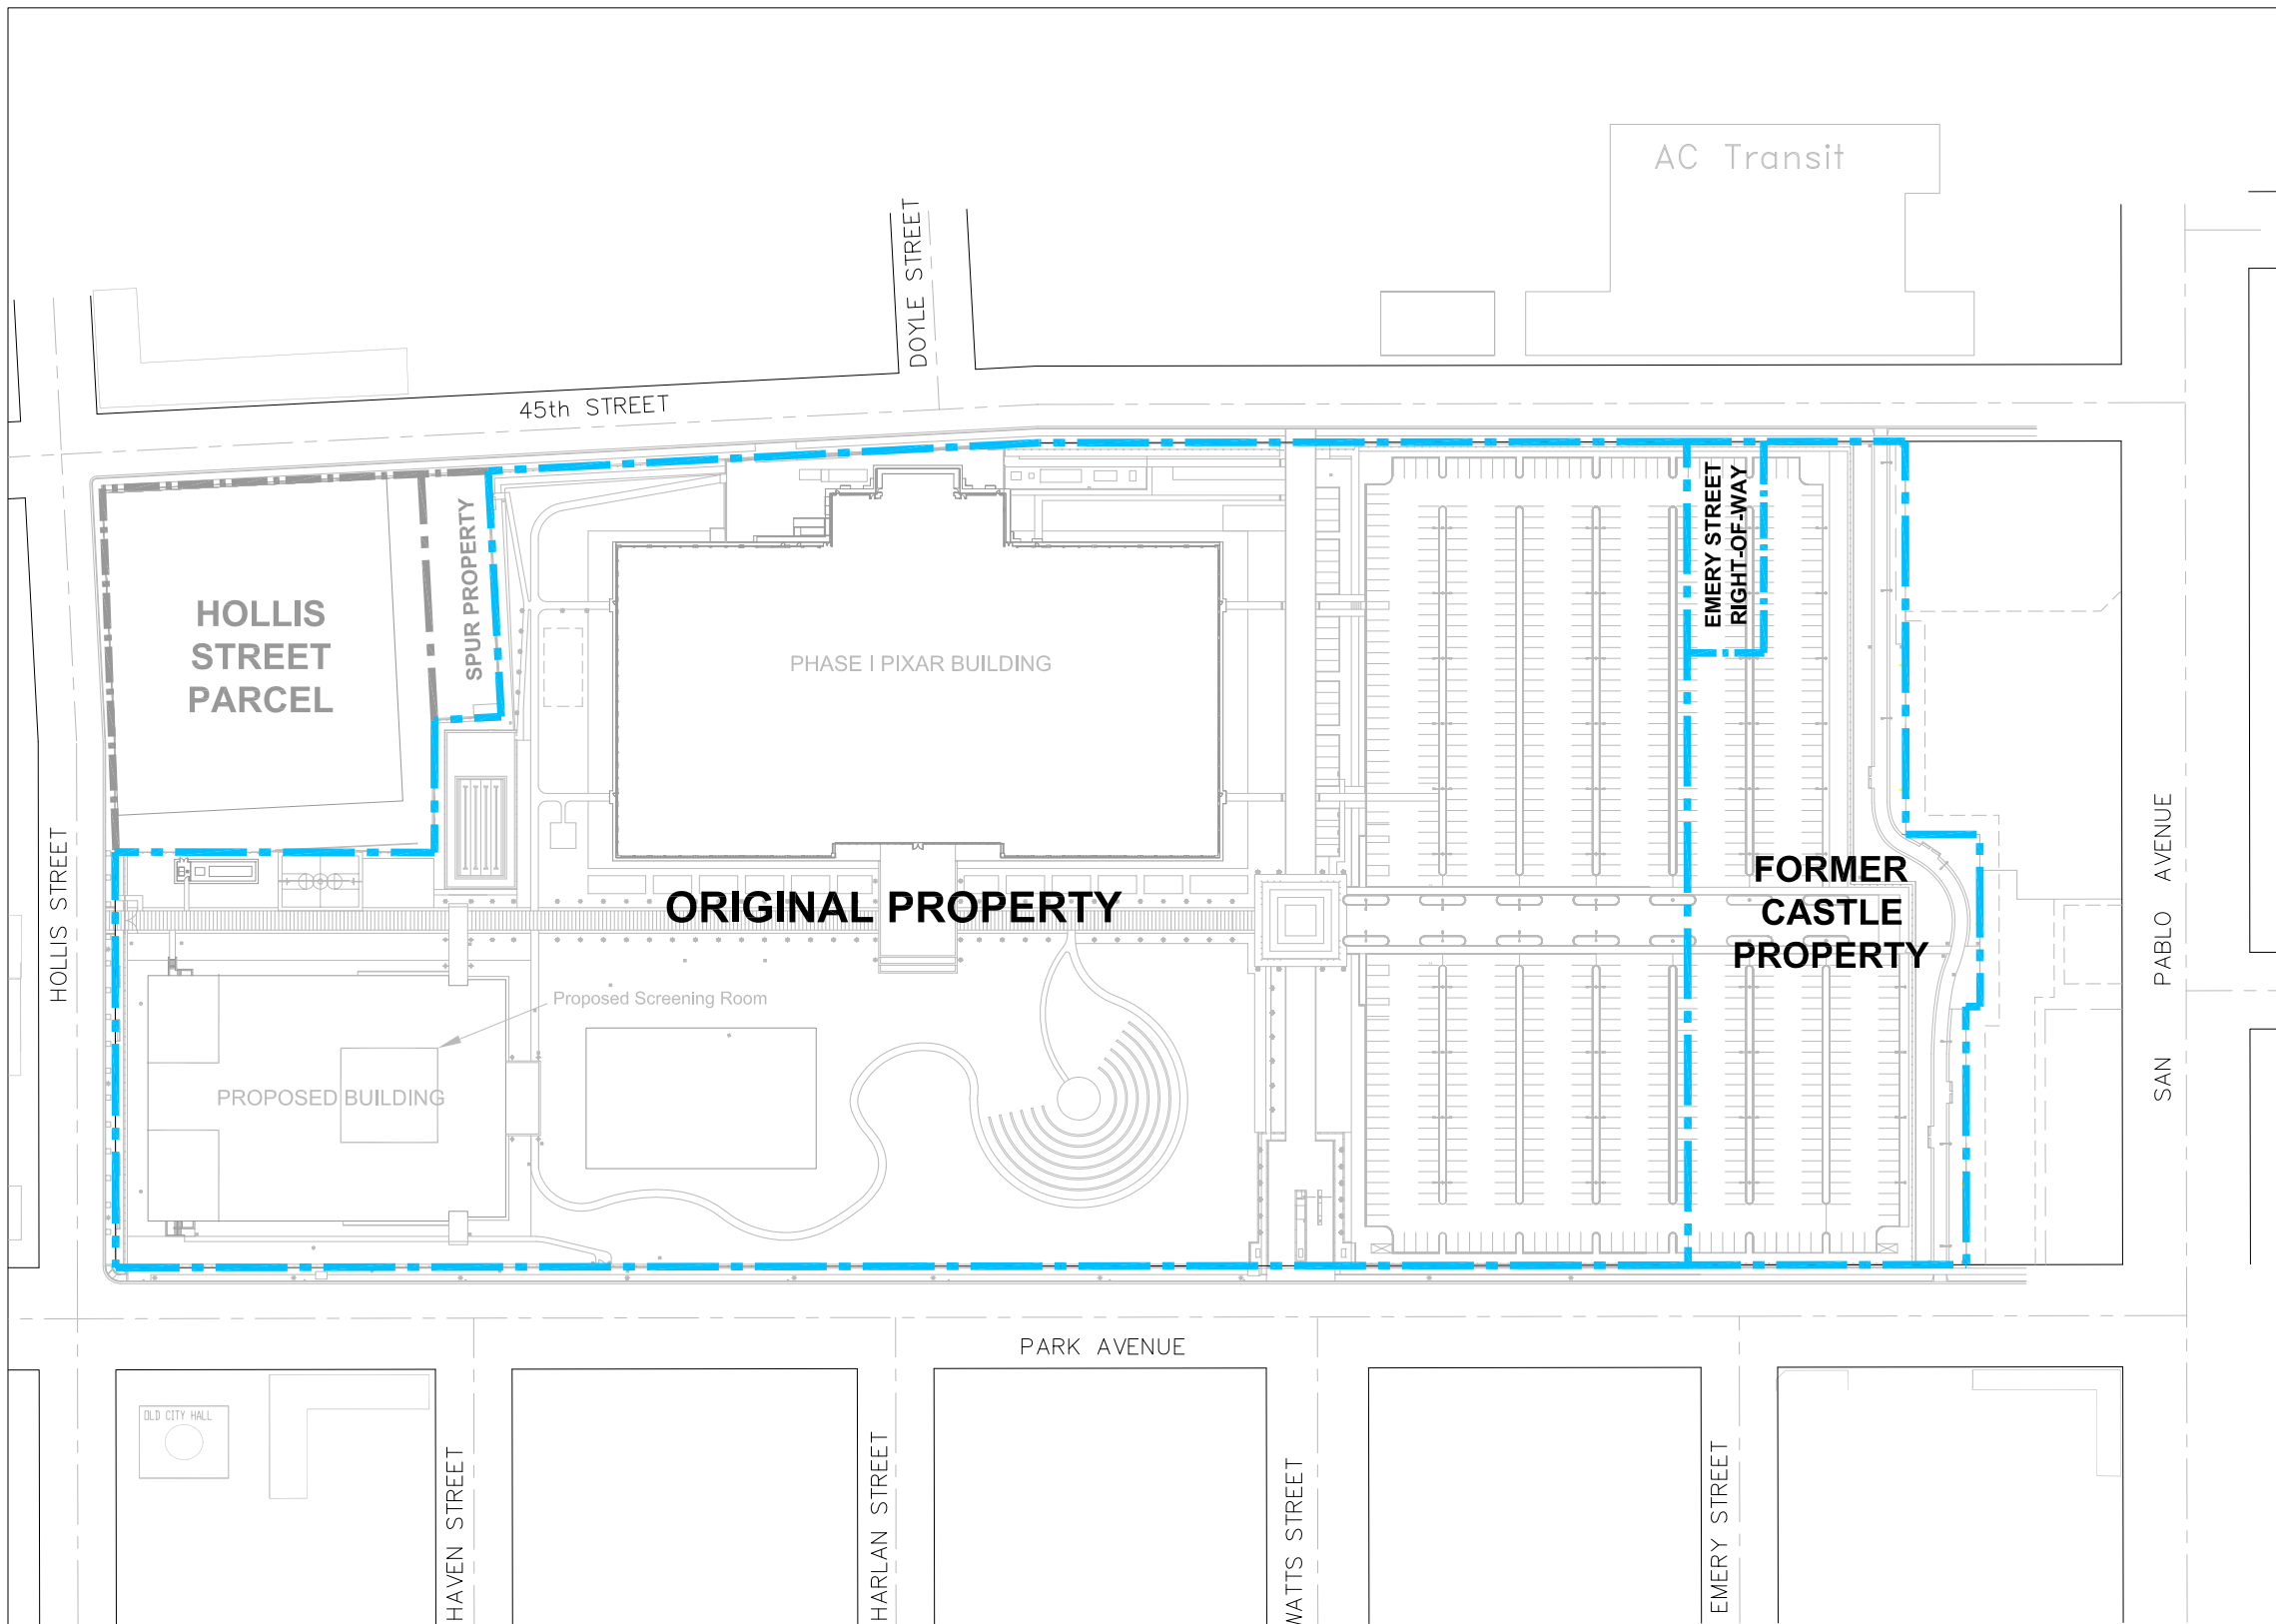 AC Transit
DOYLE STREET
45th STREET
EMERY STREET
RIGHT-OF-WAY
SPUR PROPERTY
HOLLIS
STREET
PARCEL
PHASE I PIXAR BUILDING
HOLLIS STREET
ORIGINAL PROPERTY
FORMER
CASTLE
PROPERTY
SAN PABLO AVENUE
Proposed Screening Room
PROPOSED BUILDING
PARK AVENUE
OLD CITY HALL
HAVEN STREET
HARLAN STREET
WATTS STREET
EMERY STREET